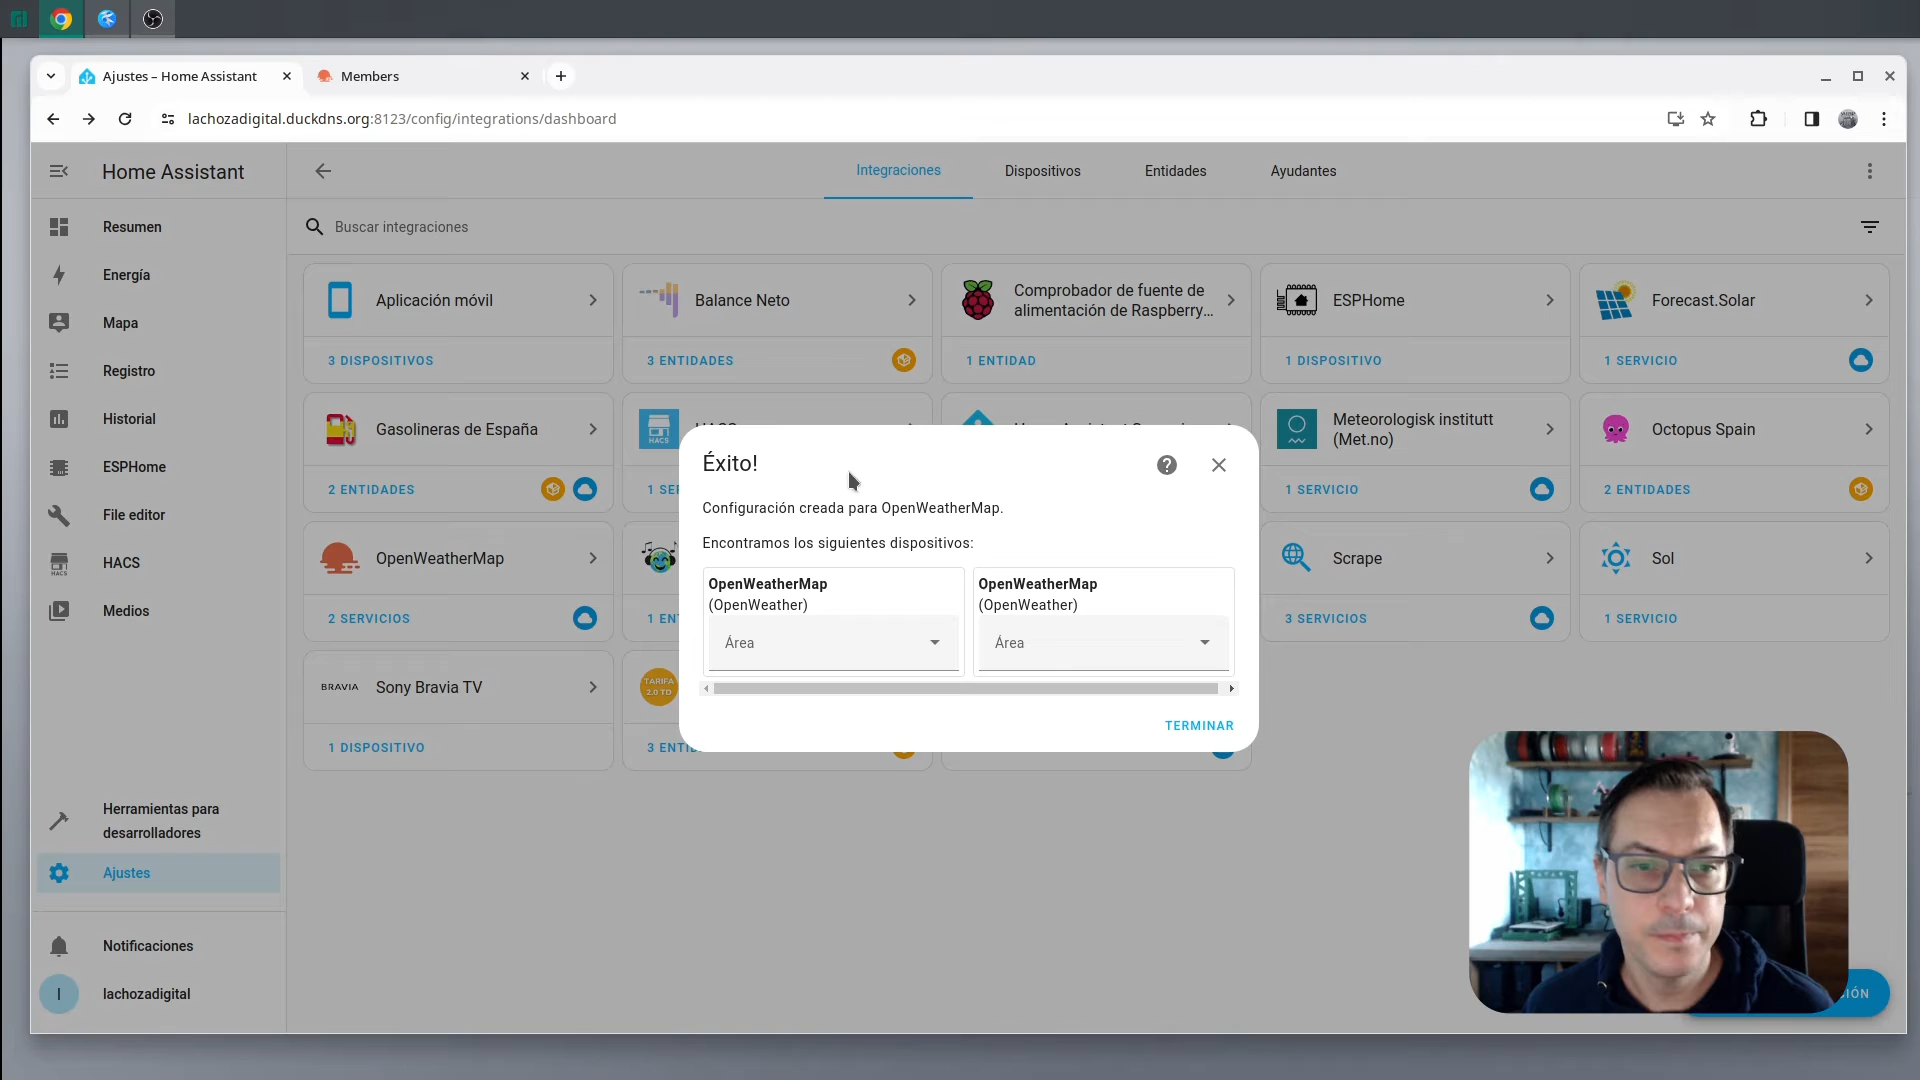 Ajustes – Home Assistant
Members
lachozadigital.duckdns.org:8123/config/integrations/dashboard
Home Assistant
Integraciones
Dispositivos
Entidades
Ayudantes
Resumen
Energía
Mapa
Registro
Historial
ESPHome
File editor
HACS
Medios
Herramientas para
desarrolladores
Ajustes
Notificaciones
l
lachozadigital
Buscar integraciones
Aplicación móvil
3 DISPOSITIVOS
Balance Neto
3 ENTIDADES
Comprobador de fuente de
alimentación de Raspberry...
1 ENTIDAD
ESPHome
1 DISPOSITIVO
Forecast.Solar
1 SERVICIO
Gasolineras de España
2 ENTIDADES
HACS
Meteorologisk institutt
(Met.no)
1 SERVICIO
Octopus Spain
2 ENTIDADES
OpenWeatherMap
2 SERVICIOS
Scrape
3 SERVICIOS
Sol
1 SERVICIO
BRAVIA
Sony Bravia TV
1 DISPOSITIVO
TARIFA
2.0 TD
Éxito!
Configuración creada para OpenWeatherMap.
Encontramos los siguientes dispositivos:
OpenWeatherMap
(OpenWeather)
Área
OpenWeatherMap
(OpenWeather)
Área
TERMINAR